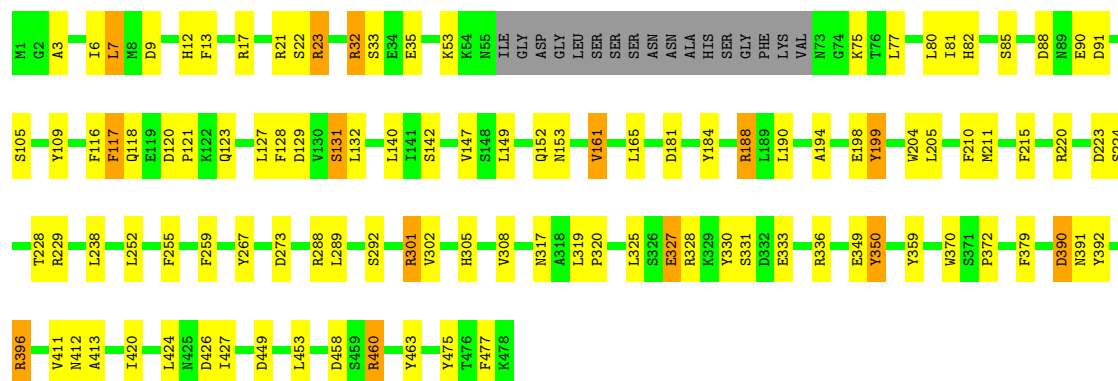 M1 G2 A3 I6 L7 M8 D9 H12 F13 R17 R21 S22 R23 R32 S33 E34 E35 K53 K54 N55 ILE GLY ASP GLY LEU SER SER SER ASN ASN ALA HIS SER GLY PHE LYS VAL N73 G74 K75 T76 L77 L80 I81 H82 S85 D88 N89 E90 D91
S105 Y109 F116 F117 Q118 E119 D120 P121 K122 Q123 L127 F128 D129 V130 S131 L132 L140 I141 S142 V147 S148 L149 Q152 N153 V161 L165 D181 Y184 R188 L189 L190 A194 E198 Y199 W204 L205 F210 M211 F215 R220 D223 S224
T228 R229 L238 L252 F255 F259 Y267 D273 R288 L289 S292 R301 V302 H305 V308 N317 A318 L319 P320 L325 S326 E327 R328 K329 Y330 S331 D332 E333 R336 E349 Y350 Y359 W370 S371 P372 F379 D390 N391 Y392
R396 V411 N412 A413 I420 L424 N425 D426 I427 D449 L453 D458 S459 R460 Y463 Y475 T476 F477 K478